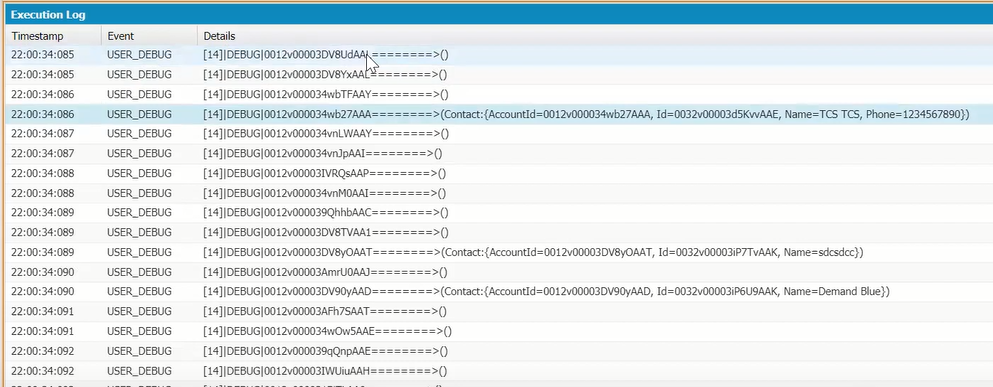 Execution Log
Timestamp Event Details
22:00:34:085 USER_DEBUG [14]|DEBUG|0012v00003DV8UdAAL========>()
22:00:34:085 USER_DEBUG [14]|DEBUG|0012v00003DV8YxAAL========>()
22:00:34:086 USER_DEBUG [14]|DEBUG|0012v000034wbTFAAY========>()
22:00:34:086 USER_DEBUG [14]|DEBUG|0012v000034wb27AAA========>(Contact:{AccountId=0012v000034wb27AAA, Id=0032v00003d5KvvAAE, Name=TCS TCS, Phone=1234567890})
22:00:34:087 USER_DEBUG [14]|DEBUG|0012v000034vnLWAAY========>()
22:00:34:087 USER_DEBUG [14]|DEBUG|0012v000034vnJpAAI========>()
22:00:34:088 USER_DEBUG [14]|DEBUG|0012v00003IVRQsAAP========>()
22:00:34:088 USER_DEBUG [14]|DEBUG|0012v000034vnM0AAI========>()
22:00:34:089 USER_DEBUG [14]|DEBUG|0012v000039QhhbAAC========>()
22:00:34:089 USER_DEBUG [14]|DEBUG|0012v00003DV8TVAA1========>()
22:00:34:089 USER_DEBUG [14]|DEBUG|0012v00003DV8yOAAT========>(Contact:{AccountId=0012v00003DV8yOAAT, Id=0032v00003iP7TvAAK, Name=sdcsdcc})
22:00:34:090 USER_DEBUG [14]|DEBUG|0012v00003AmrU0AAJ========>()
22:00:34:090 USER_DEBUG [14]|DEBUG|0012v00003DV90yAAD========>(Contact:{AccountId=0012v00003DV90yAAD, Id=0032v00003iP6U9AAK, Name=Demand Blue})
22:00:34:091 USER_DEBUG [14]|DEBUG|0012v00003AFh7SAAT========>()
22:00:34:091 USER_DEBUG [14]|DEBUG|0012v000034wOw5AAE========>()
22:00:34:092 USER_DEBUG [14]|DEBUG|0012v000039qQnpAAE========>()
22:00:34:092 USER_DEBUG [14]|DEBUG|0012v00003IWUiuAAH========>()